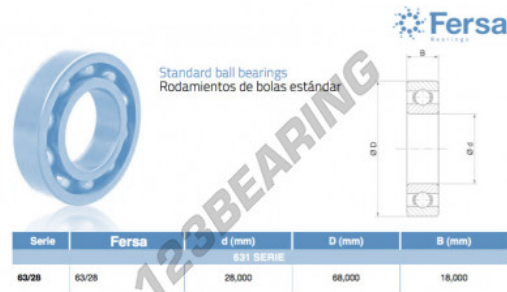 Fersa
Bearings
B
Standard ball bearings
Rodamientos de bolas estándar
Ø D
Ø d
123BEARING
Serie Fersa d (mm) D (mm) B (mm)
631 SERIE
63/28 63/28 28,000 68,000 18,000